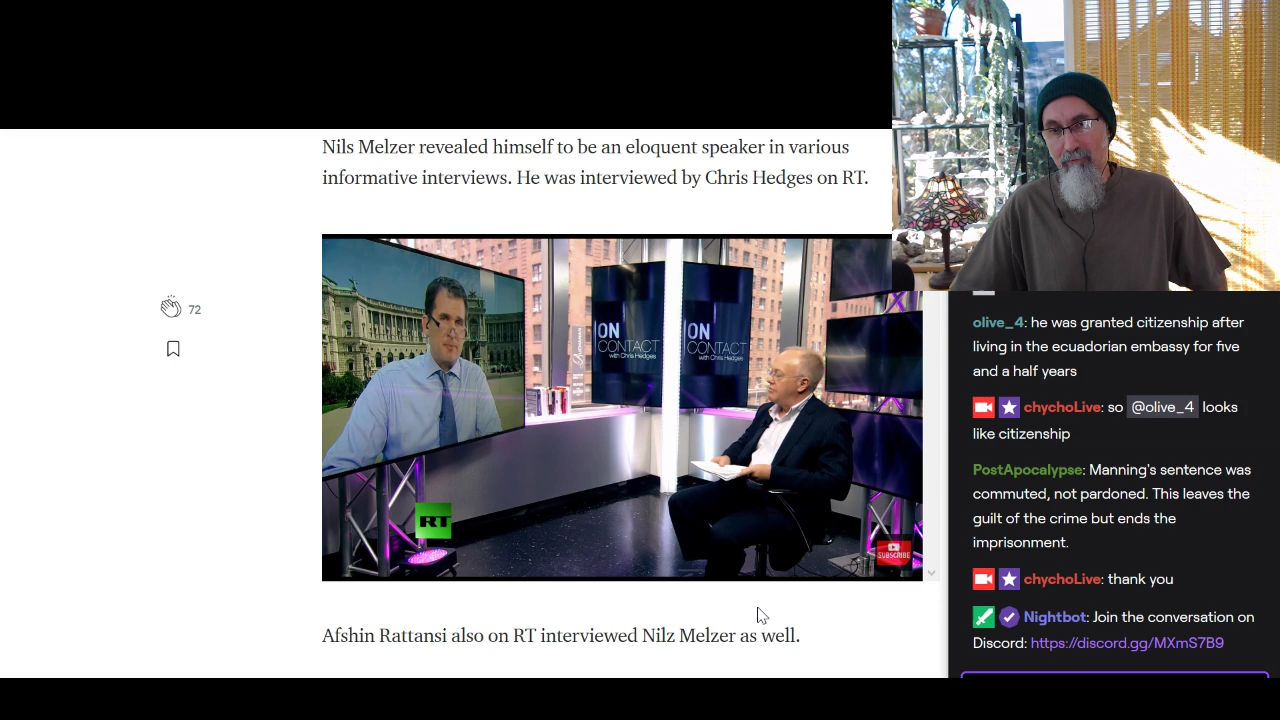 Nils Melzer revealed himself to be an eloquent speaker in various
informative interviews. He was interviewed by Chris Hedges on RT.
72
ON
CONTACT
with Chris Hedges
ON
CONTACT
with Chris Hedges
RT
SUBSCRIBE
Afshin Rattansi also on RT interviewed Nilz Melzer as well.
olive_4: he was granted citizenship after
living in the ecuadorian embassy for five
and a half years
chychoLive: so @olive_4 looks
like citizenship
PostApocalypse: Manning's sentence was
commuted, not pardoned. This leaves the
guilt of the crime but ends the
imprisonment.
chychoLive: thank you
Nightbot: Join the conversation on
Discord: https://discord.gg/MXmS7B9